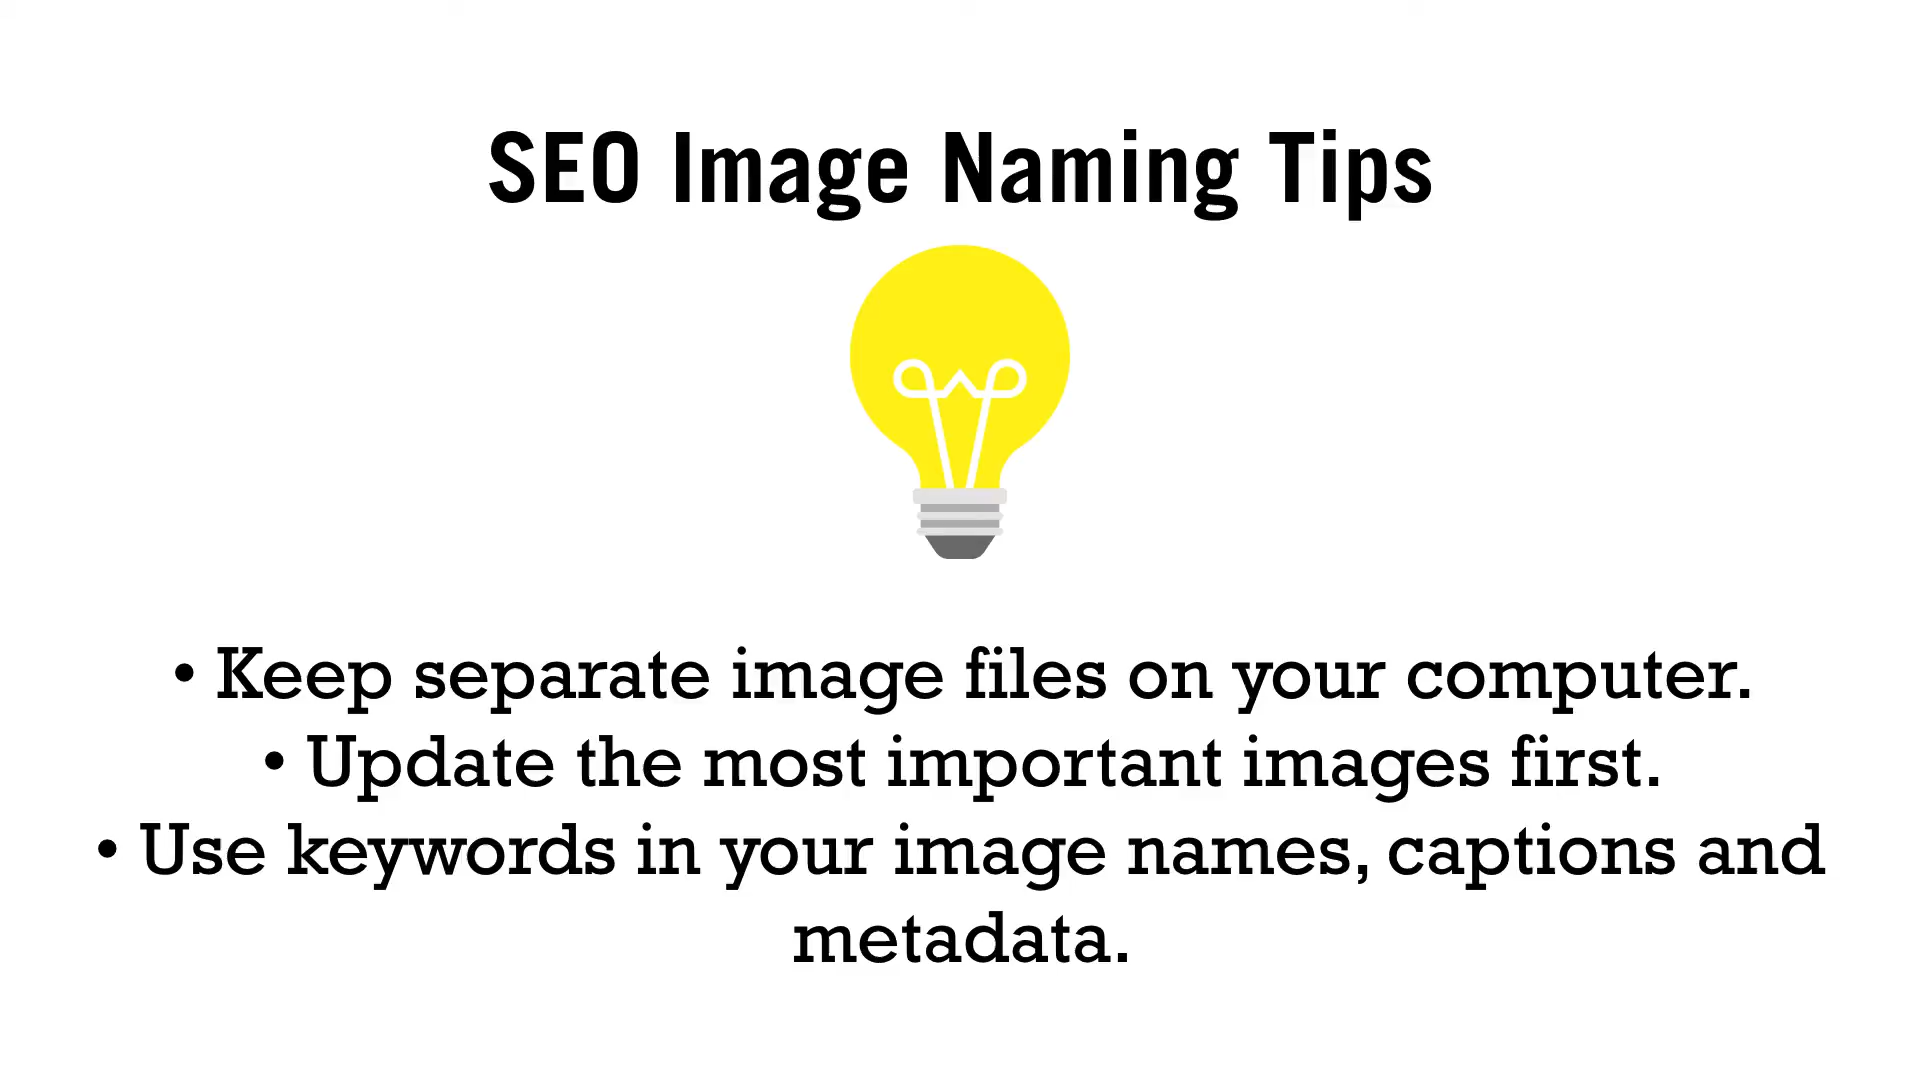 SEO Image Naming Tips
• Keep separate image files on your computer.
• Update the most important images first.
• Use keywords in your image names, captions and
metadata.